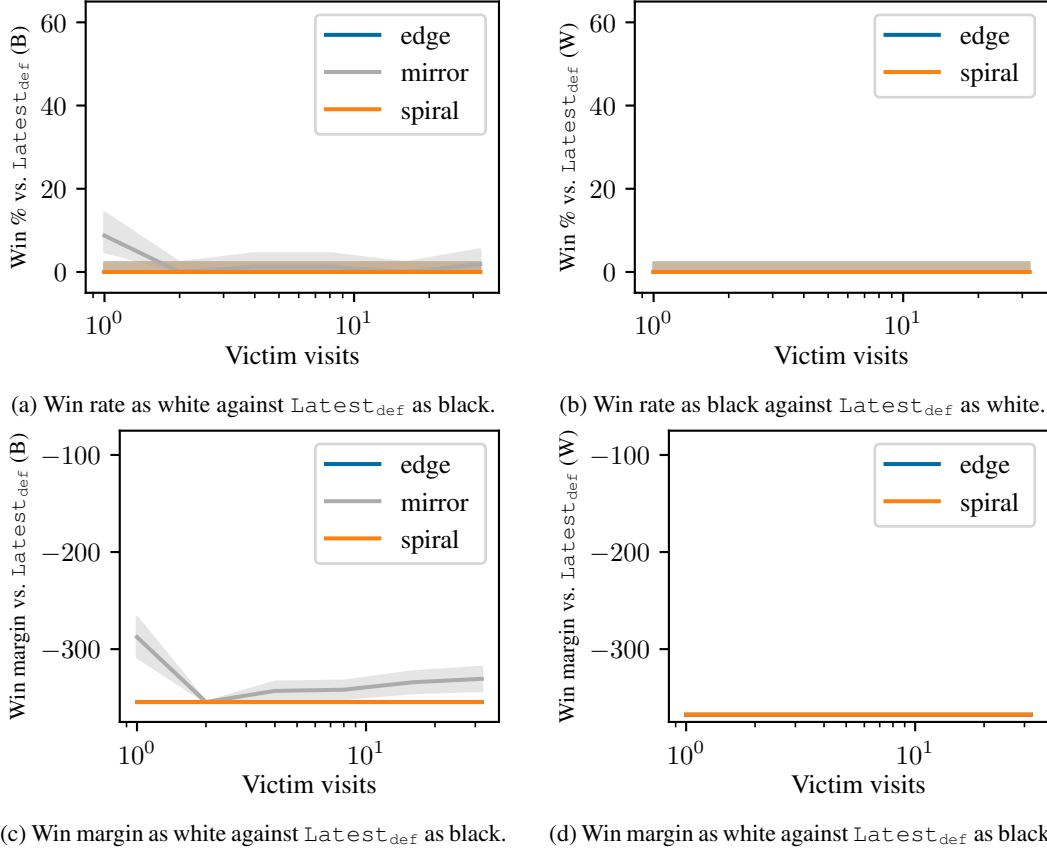 Win % vs. Latest_def (B)
60
40
20
0
edge
mirror
spiral
10^0
10^1
Victim visits
(a) Win rate as white against Latest_def as black.
Win % vs. Latest_def (W)
60
40
20
0
edge
spiral
10^0
10^1
Victim visits
(b) Win rate as black against Latest_def as white.
Win margin vs. Latest_def (B)
−100
−200
−300
edge
mirror
spiral
10^0
10^1
Victim visits
(c) Win margin as white against Latest_def as black.
Win margin vs. Latest_def (W)
−100
−200
−300
edge
spiral
10^0
10^1
Victim visits
(d) Win margin as white against Latest_def as black